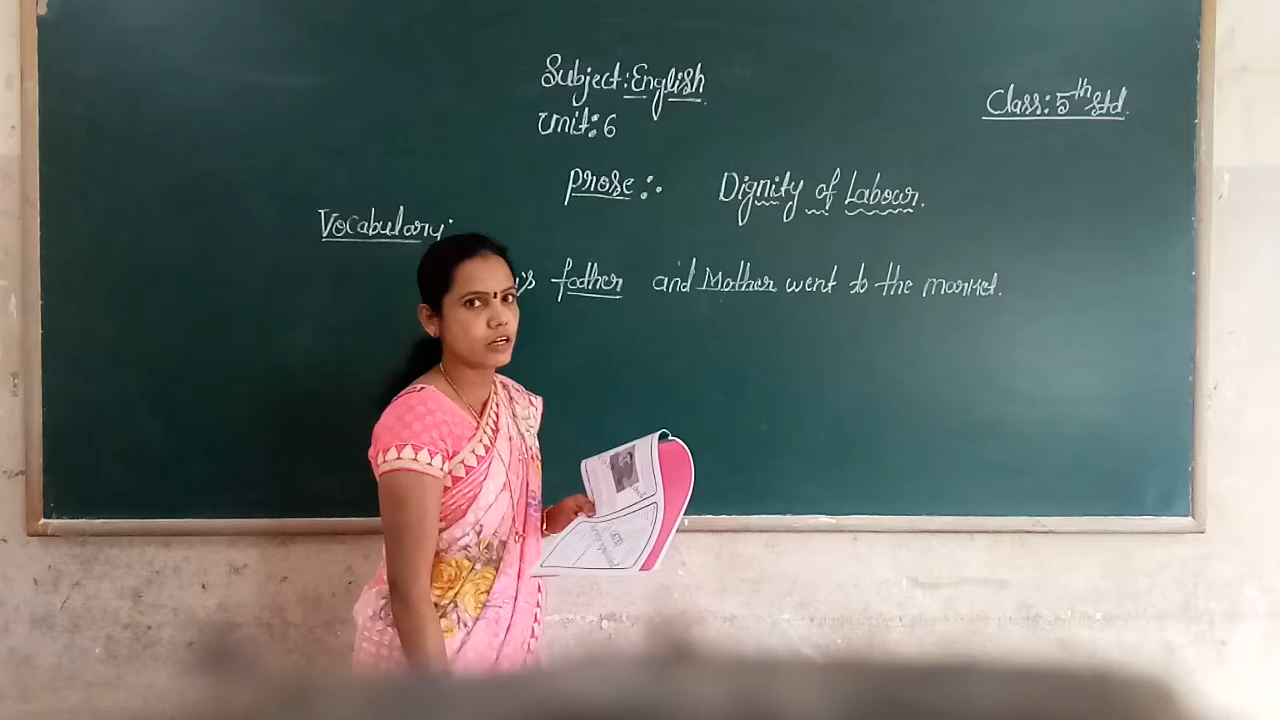 Subject: English
Unit: 6
Class: 5th Std.
Prose :. Dignity of Labour.
Vocabulary:
father and Mother went to the market.